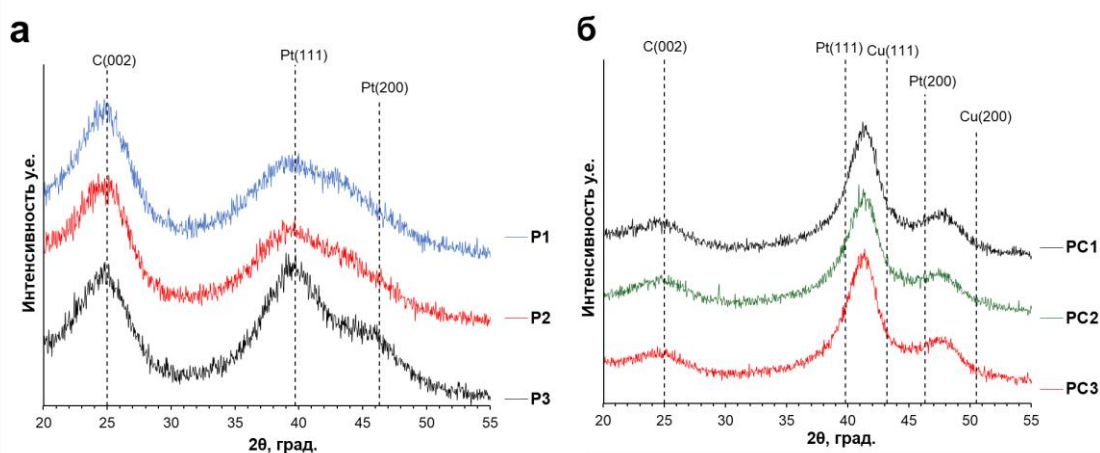 а
C(002)
Pt(111)
Pt(200)
Интенсивность у.е.
P1
P2
P3
20 25 30 35 40 45 50 55
2θ, град.
б
C(002)
Pt(111)
Cu(111)
Pt(200)
Cu(200)
Интенсивность у.е.
PC1
PC2
PC3
20 25 30 35 40 45 50 55
2θ, град.